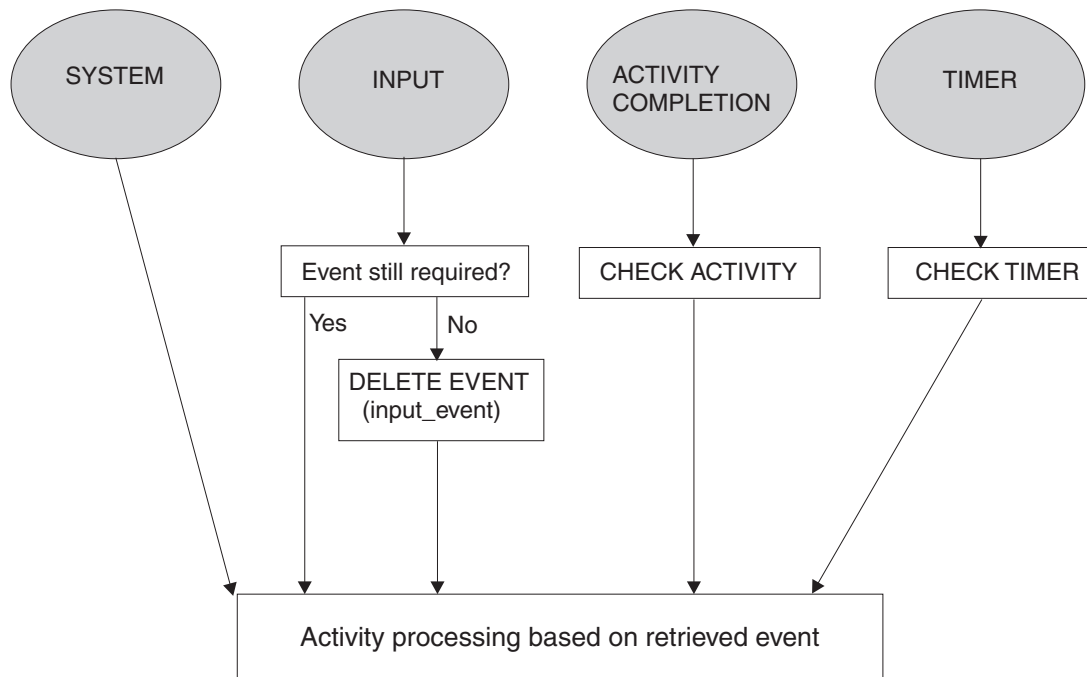 SYSTEM
INPUT
ACTIVITY
COMPLETION
TIMER
Event still required?
CHECK ACTIVITY
CHECK TIMER
Yes
No
DELETE EVENT
(input_event)
Activity processing based on retrieved event